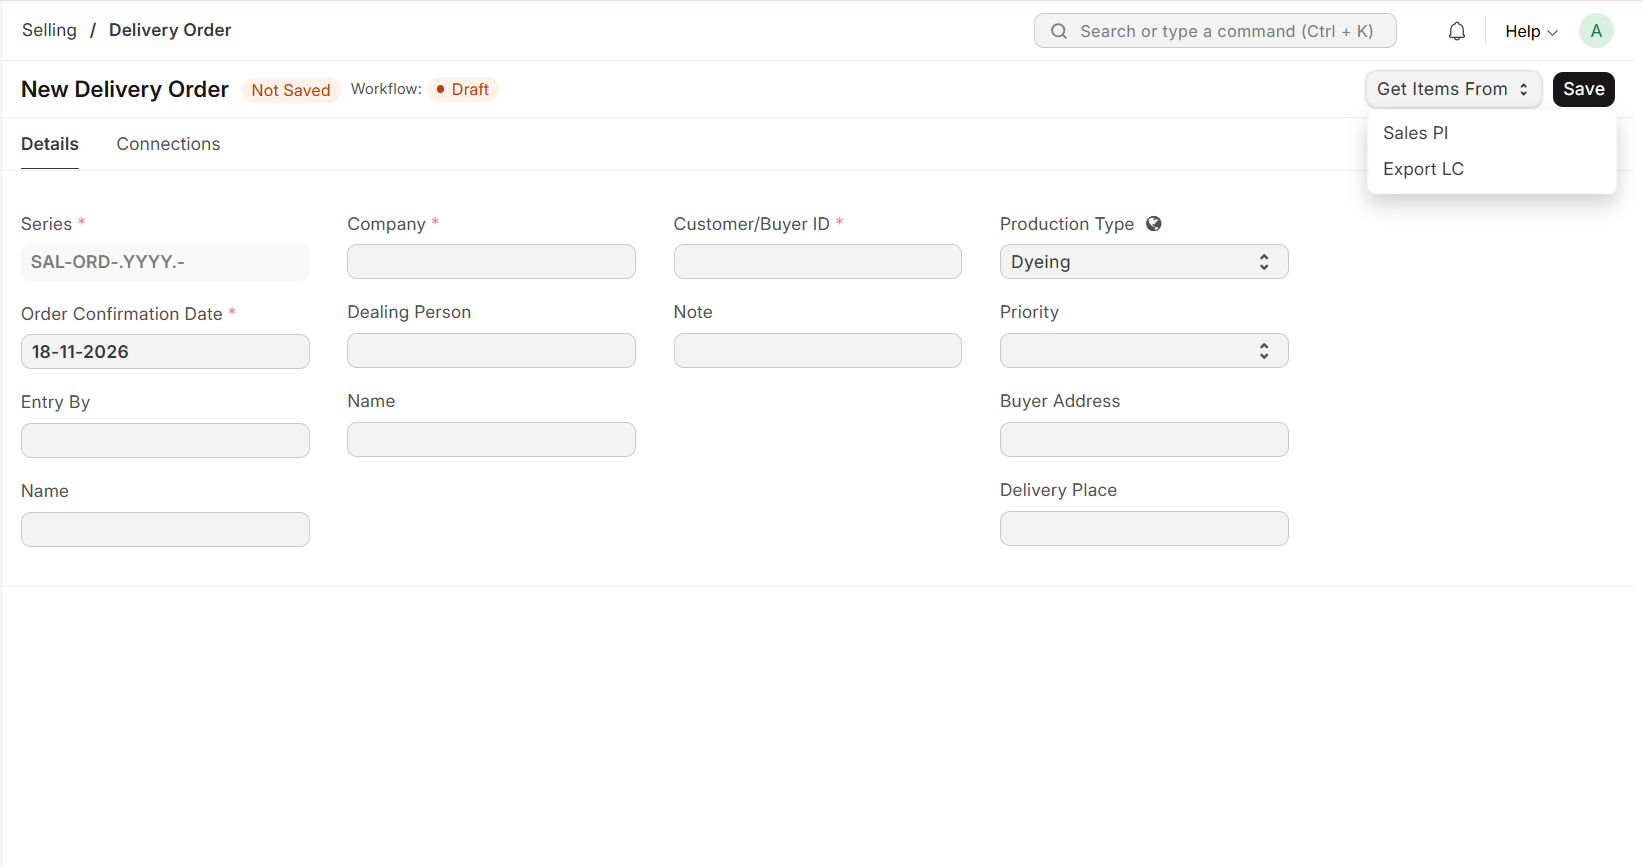 Selling / Delivery Order
Search or type a command (Ctrl + K)
Help
A
New Delivery Order
Not Saved
Workflow:
Draft
Get Items From
Save
Sales PI
Export LC
Details
Connections
Series *
SAL-ORD-.YYYY.-
Order Confirmation Date *
18-11-2026
Entry By
Name
Company *
Dealing Person
Name
Customer/Buyer ID *
Note
Production Type
Dyeing
Priority
Buyer Address
Delivery Place